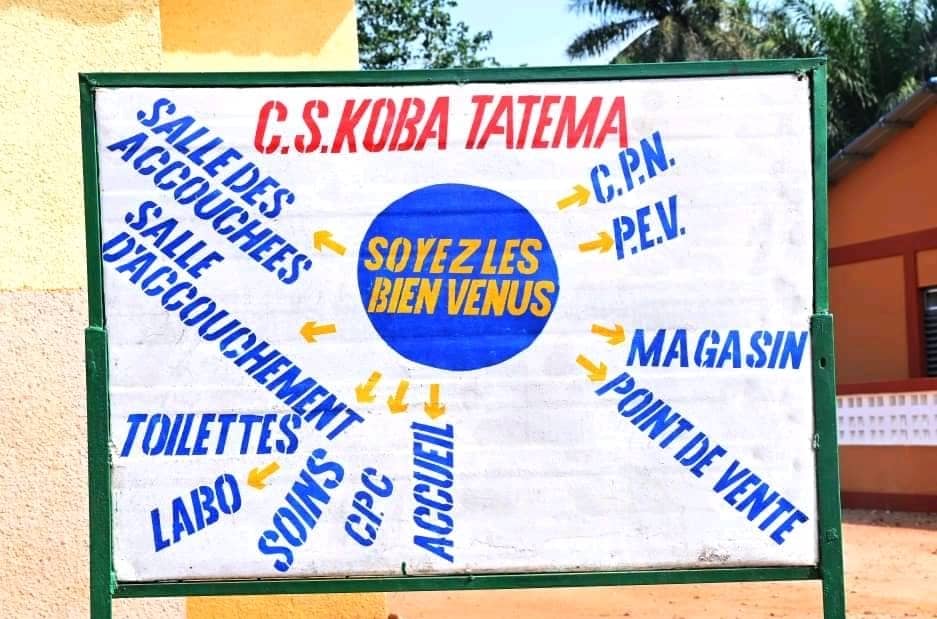 C.S.KOBA TATEMA
SALLE DES
ACCOUCHEES
SALLE
D'ACCOUCHEMENT
TOILETTES
LABO
SOINS
C.P.C
ACCUEIL
SOYEZ LES
BIEN VENUS
C.P.N.
P.E.V.
MAGASIN
POINT DE VENTE